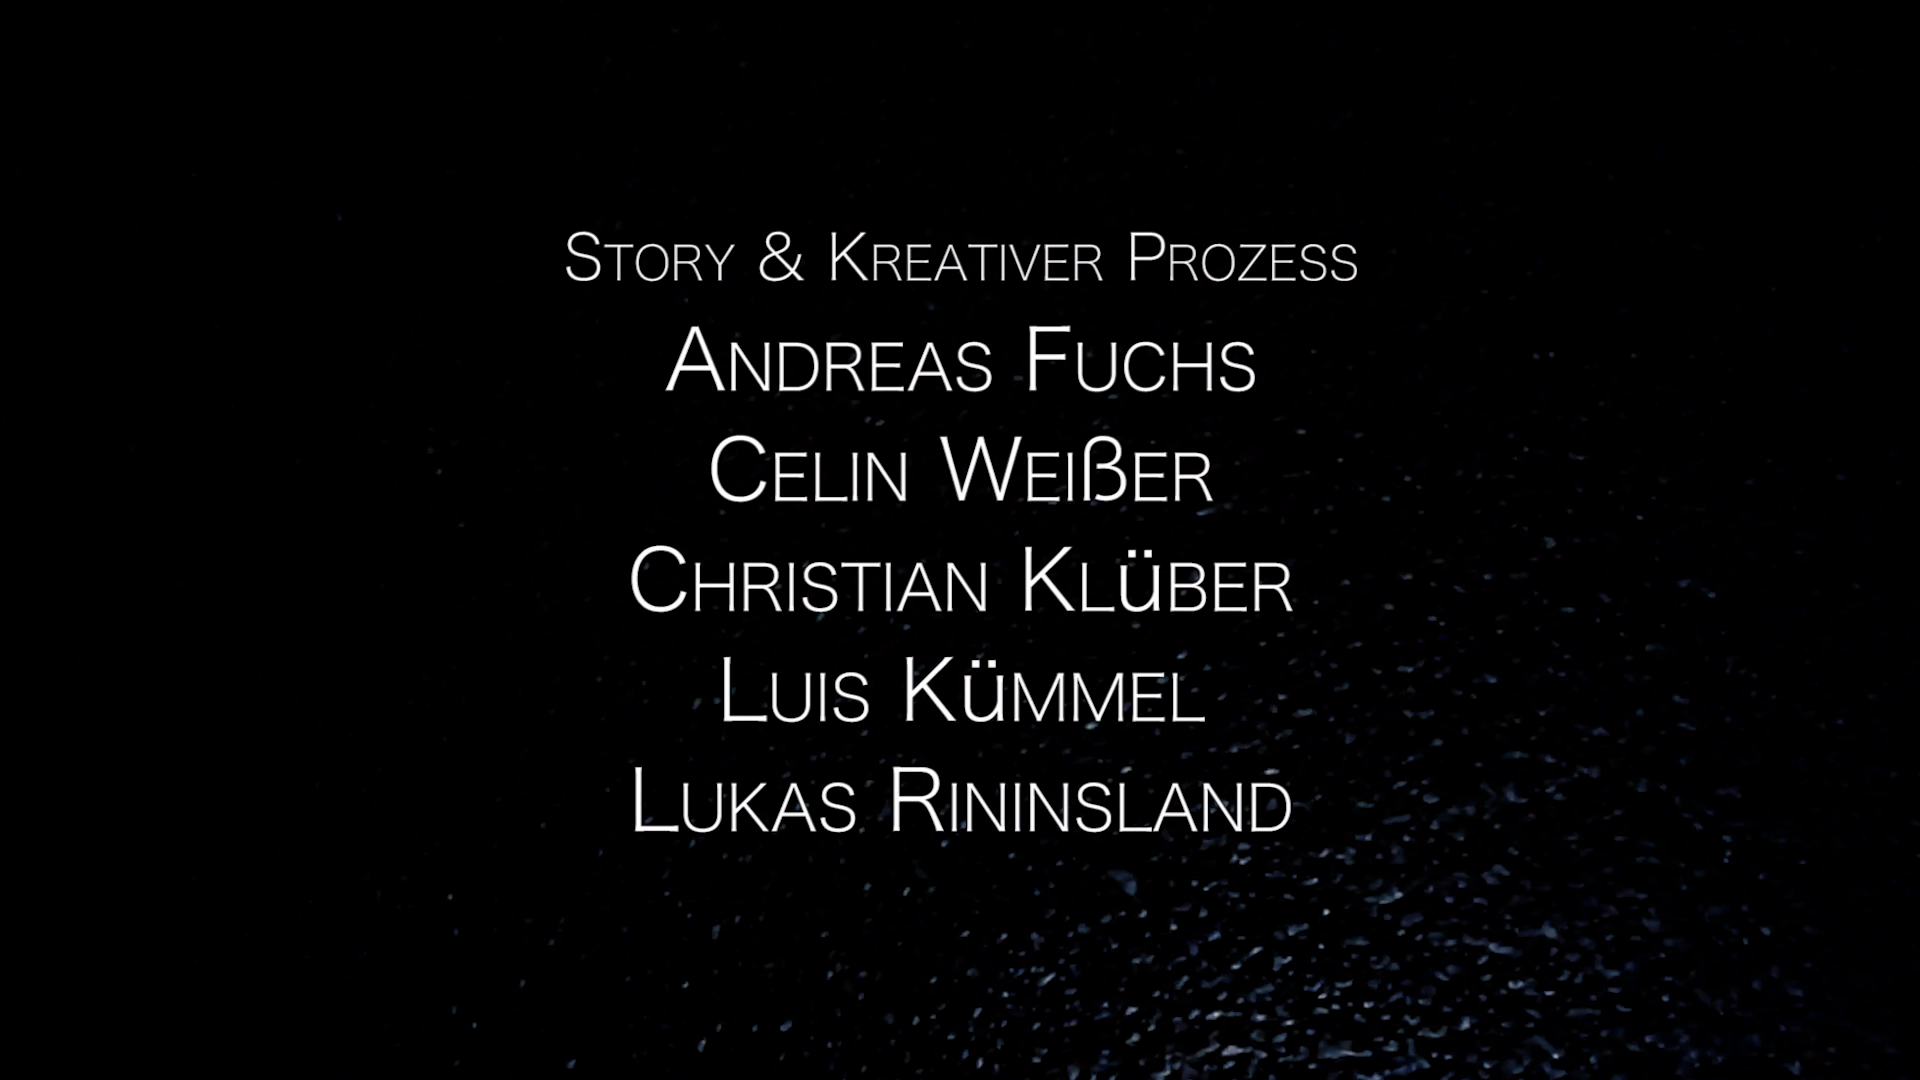 Story & Kreativer Prozess
Andreas Fuchs
Celin Weißer
Christian Klüber
Luis Kümmel
Lukas Rininsland